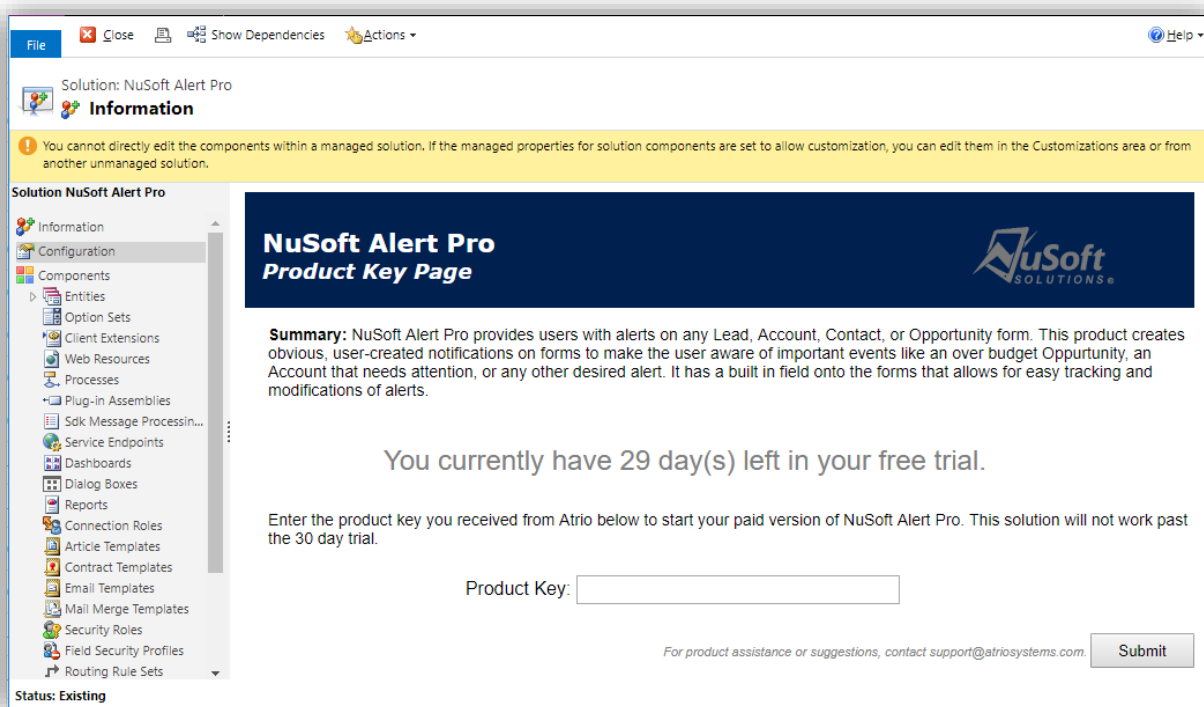 File
Close
Show Dependencies
Actions
Help
Solution: NuSoft Alert Pro
Information
You cannot directly edit the components within a managed solution. If the managed properties for solution components are set to allow customization, you can edit them in the Customizations area or from
another unmanaged solution.
Solution NuSoft Alert Pro
Information
Configuration
Components
Entities
Option Sets
Client Extensions
Web Resources
Processes
Plug-in Assemblies
Sdk Message Processin...
Service Endpoints
Dashboards
Dialog Boxes
Reports
Connection Roles
Article Templates
Contract Templates
Email Templates
Mail Merge Templates
Security Roles
Field Security Profiles
Routing Rule Sets
Status: Existing
NuSoft Alert Pro
Product Key Page
NuSoft
SOLUTIONS®
Summary: NuSoft Alert Pro provides users with alerts on any Lead, Account, Contact, or Opportunity form. This product creates
obvious, user-created notifications on forms to make the user aware of important events like an over budget Oppurtunity, an
Account that needs attention, or any other desired alert. It has a built in field onto the forms that allows for easy tracking and
modifications of alerts.
You currently have 29 day(s) left in your free trial.
Enter the product key you received from Atrio below to start your paid version of NuSoft Alert Pro. This solution will not work past
the 30 day trial.
Product Key:
For product assistance or suggestions, contact support@atriosystems.com.
Submit